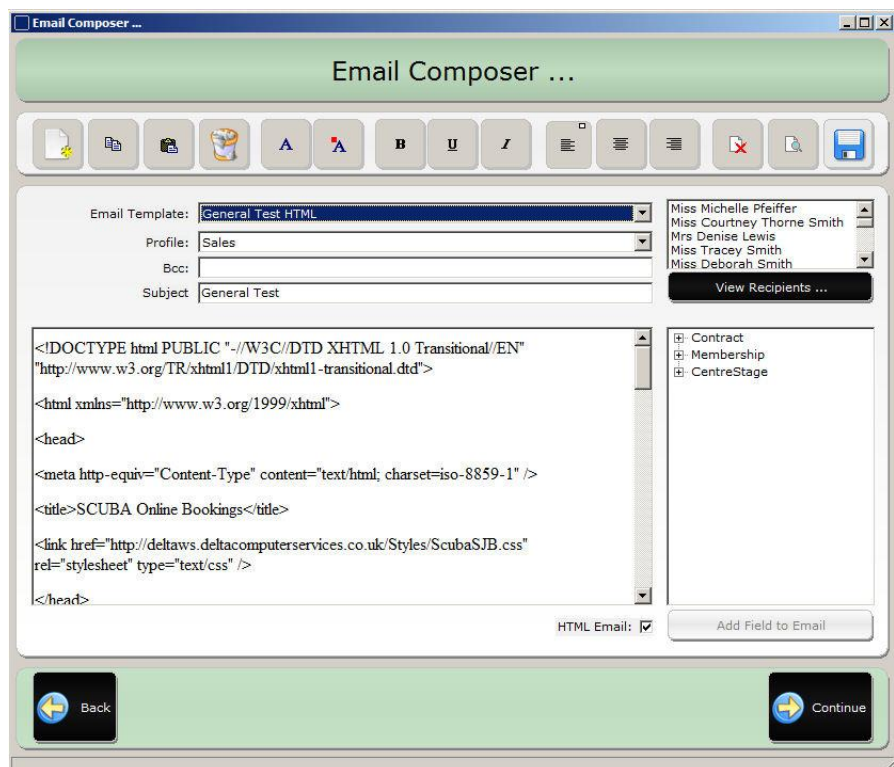 Email Composer ...
Email Composer ...
A A B U I
Email Template: General Test HTML
Profile: Sales
Bcc:
Subject General Test
Miss Michelle Pfeiffer
Miss Courtney Thorne Smith
Mrs Denise Lewis
Miss Tracey Smith
Miss Deborah Smith
View Recipients ...
<!DOCTYPE html PUBLIC "-//W3C//DTD XHTML 1.0 Transitional//EN"
"http://www.w3.org/TR/xhtml1/DTD/xhtml1-transitional.dtd">
<html xmlns="http://www.w3.org/1999/xhtml">
<head>
<meta http-equiv="Content-Type" content="text/html; charset=iso-8859-1" />
<title>SCUBA Online Bookings</title>
<link href="http://deltaws.deltacomputerservices.co.uk/Styles/ScubaSJB.css"
rel="stylesheet" type="text/css" />
</head>
Contract
Membership
CentreStage
HTML Email:
Add Field to Email
Back
Continue